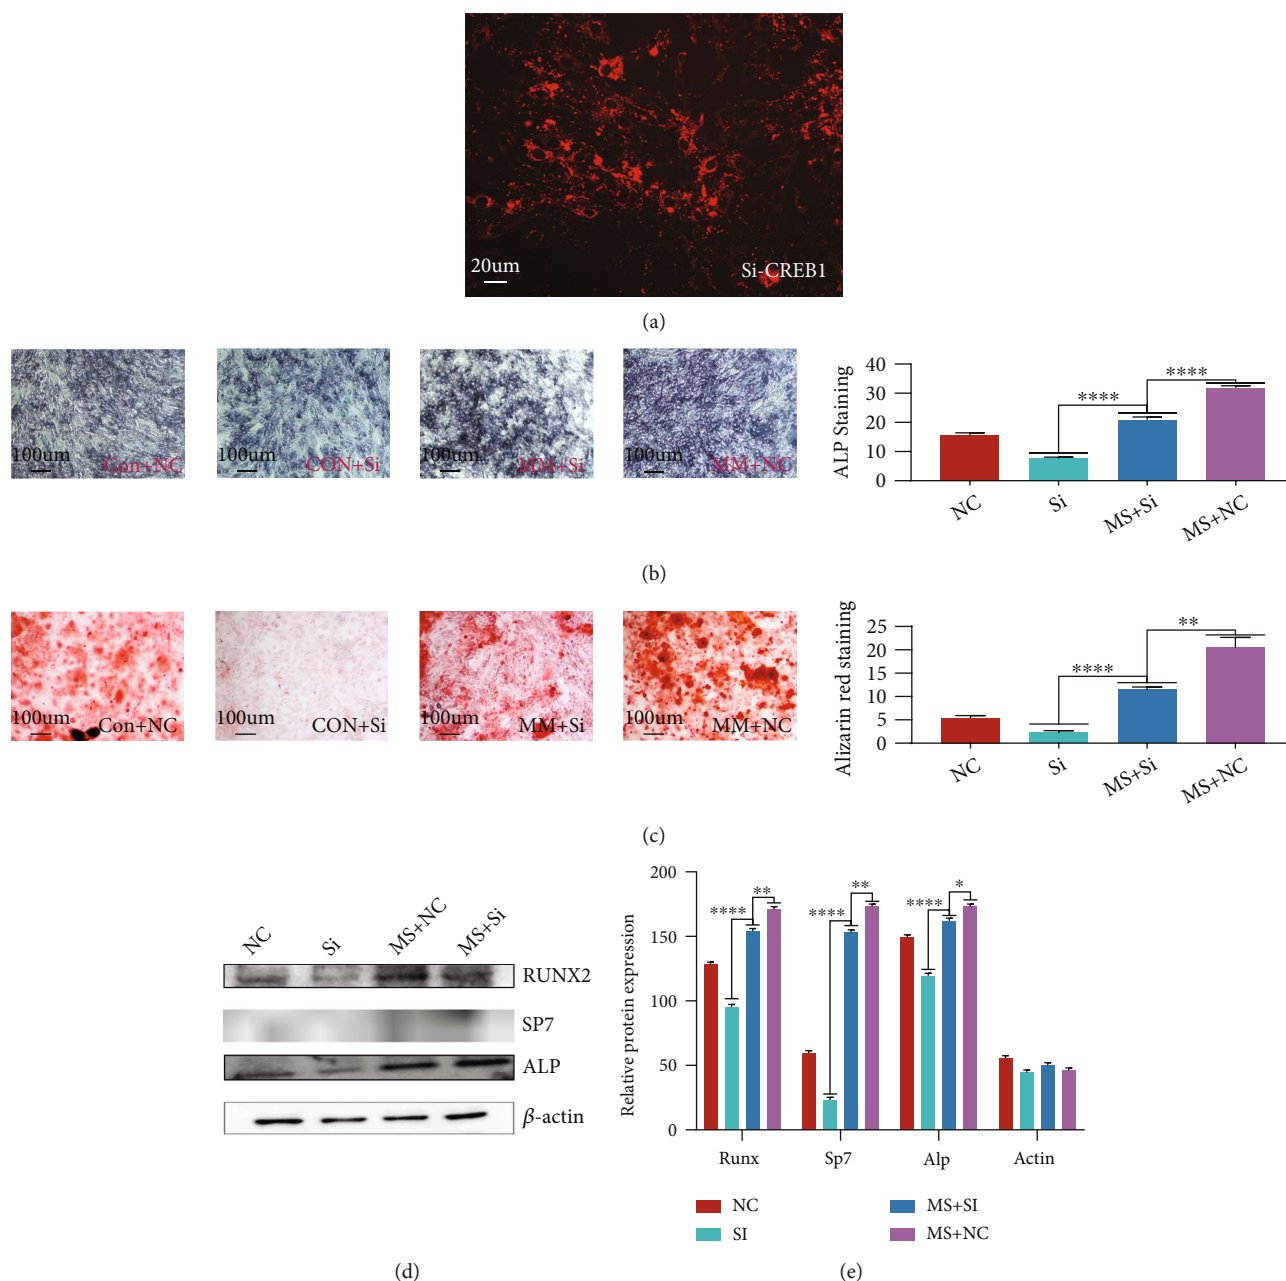 20um
Si-CREB1
(a)
100um Con+NC
100um CON+Si
100um MM+Si
100um MM+NC
ALP Staining
40
30
20
10
0
****
****
NC
Si
MS+Si
MS+NC
(b)
100um Con+NC
100um CON+Si
100um MM+Si
100um MM+NC
Alizarin red staining
25
20
15
10
5
0
****
**
NC
Si
MS+Si
MS+NC
(c)
NC
Si
MS+NC
MS+Si
RUNX2
SP7
ALP
β-actin
(d)
Relative protein expression
200
150
100
50
0
****
**
****
**
****
*
Runx
Sp7
Alp
Actin
NC
SI
MS+SI
MS+NC
(e)